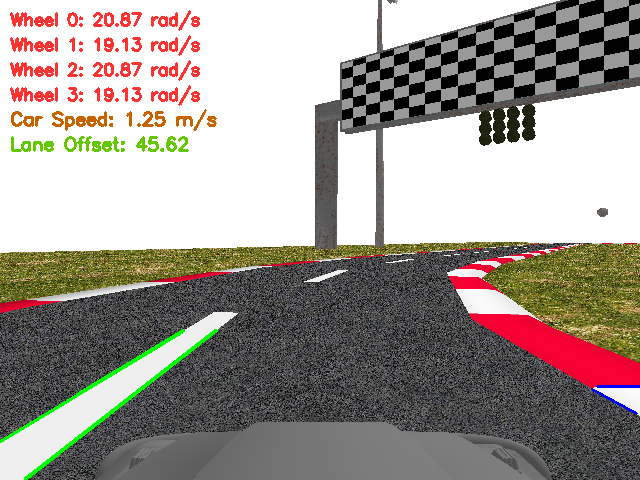 Wheel 0: 20.87 rad/s
Wheel 1: 19.13 rad/s
Wheel 2: 20.87 rad/s
Wheel 3: 19.13 rad/s
Car Speed: 1.25 m/s
Lane Offset: 45.62